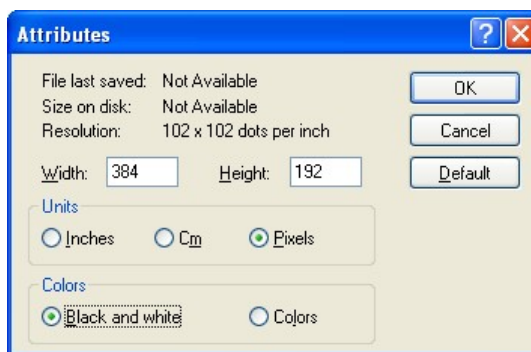 Attributes
File last saved: Not Available
Size on disk: Not Available
Resolution: 102 x 102 dots per inch
Width: 384 Height: 192
Units
Inches Cm Pixels
Colors
Black and white Colors
OK
Cancel
Default